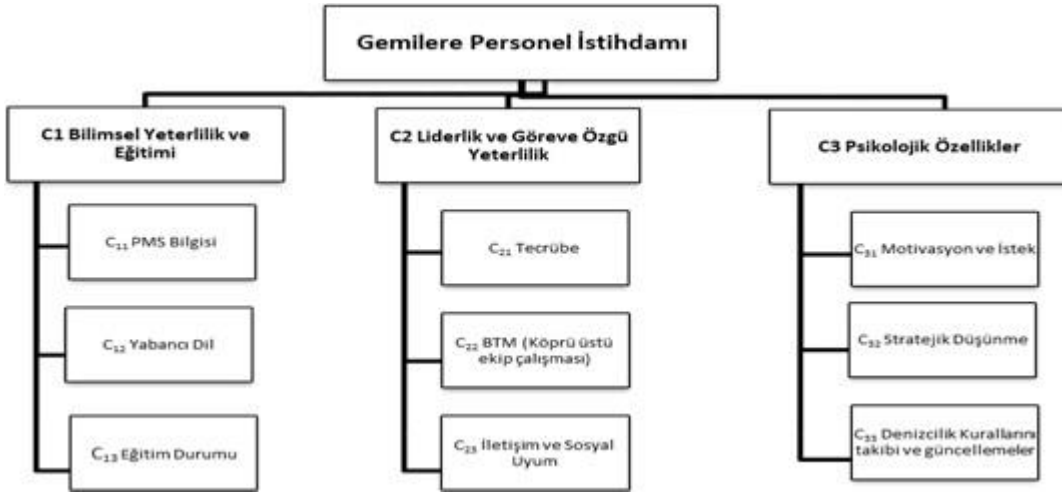 Gemilere Personel İstihdamı
C1 Bilimsel Yeterlilik ve
Eğitimi
C₁₁ PMS Bilgisi
C₁₂ Yabancı Dil
C₁₃ Eğitim Durumu
C2 Liderlik ve Göreve Özgü
Yeterlilik
C₂₁ Tecrübe
C₂₂ BTM (Köprü üstü
ekip çalışması)
C₂₃ İletişim ve Sosyal
Uyum
C3 Psikolojik Özellikler
C₃₁ Motivasyon ve İstek
C₃₂ Stratejik Düşünme
C₃₃ Denizcilik Kurallarını
takibi ve güncellemeler